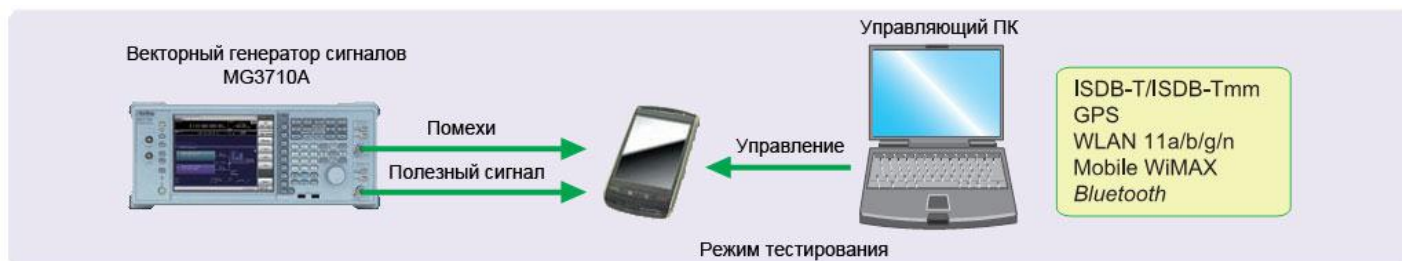 Управляющий ПК
Векторный генератор сигналов
MG3710A
Помехи
Полезный сигнал
Управление
ISDB-T/ISDB-Tmm
GPS
WLAN 11a/b/g/n
Mobile WiMAX
Bluetooth
Режим тестирования